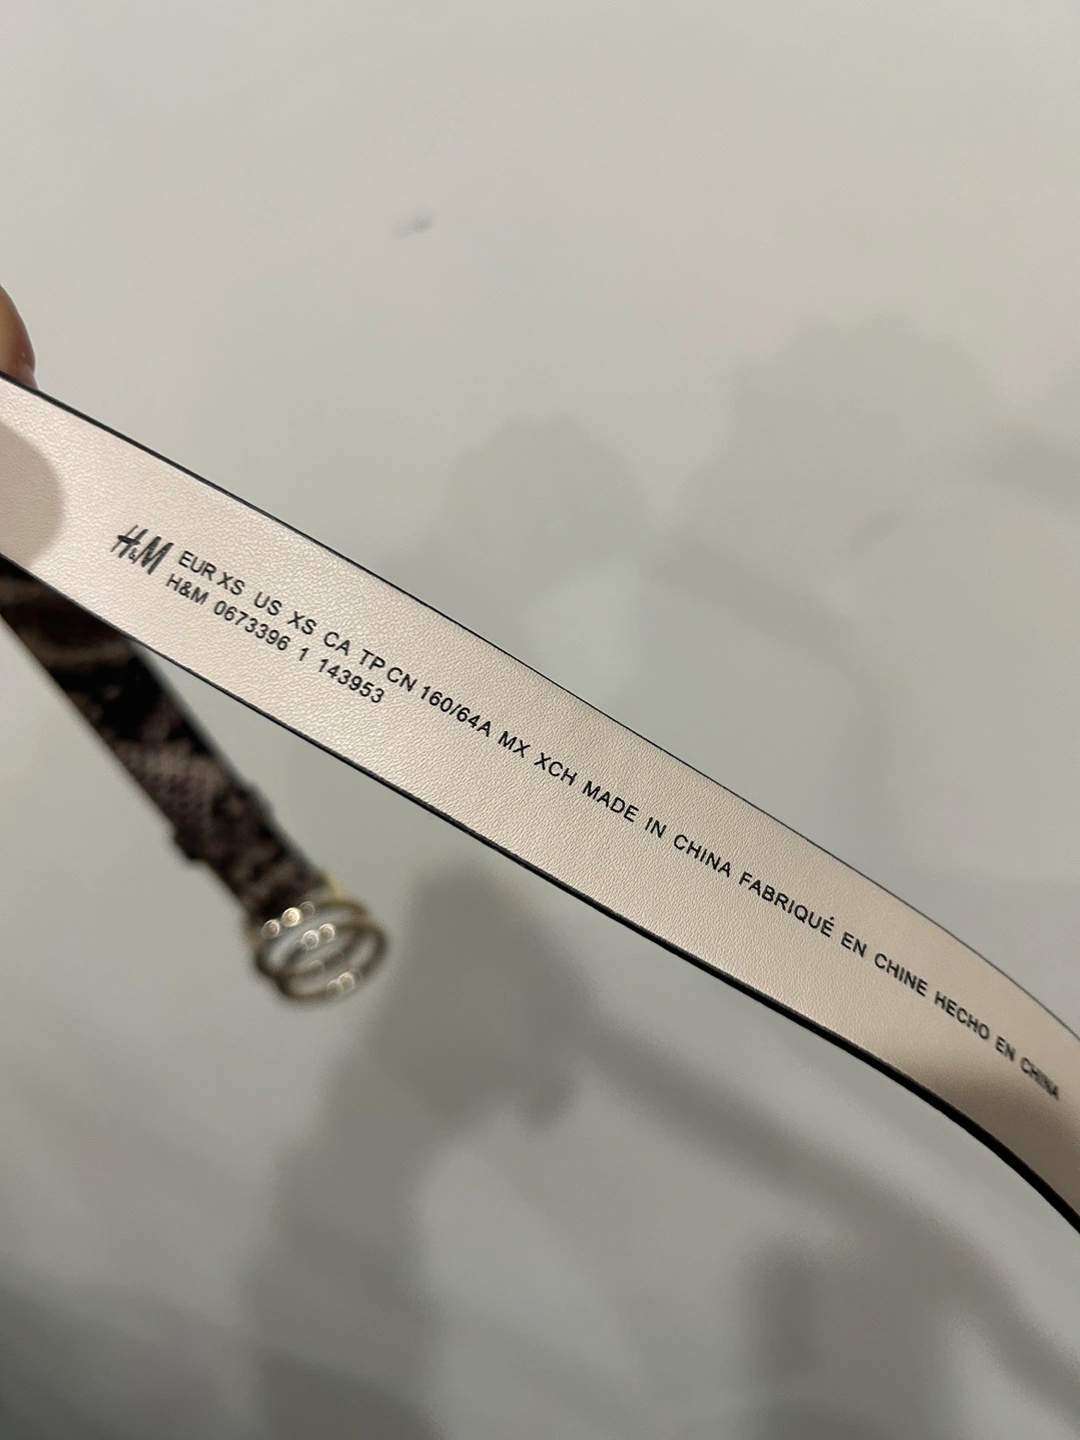 H&M EUR XS US XS CA TP CN 160/64A MX XCH MADE IN CHINA FABRIQUÉ EN CHINE HECHO EN CHINA
H&M 0673396 1 143953